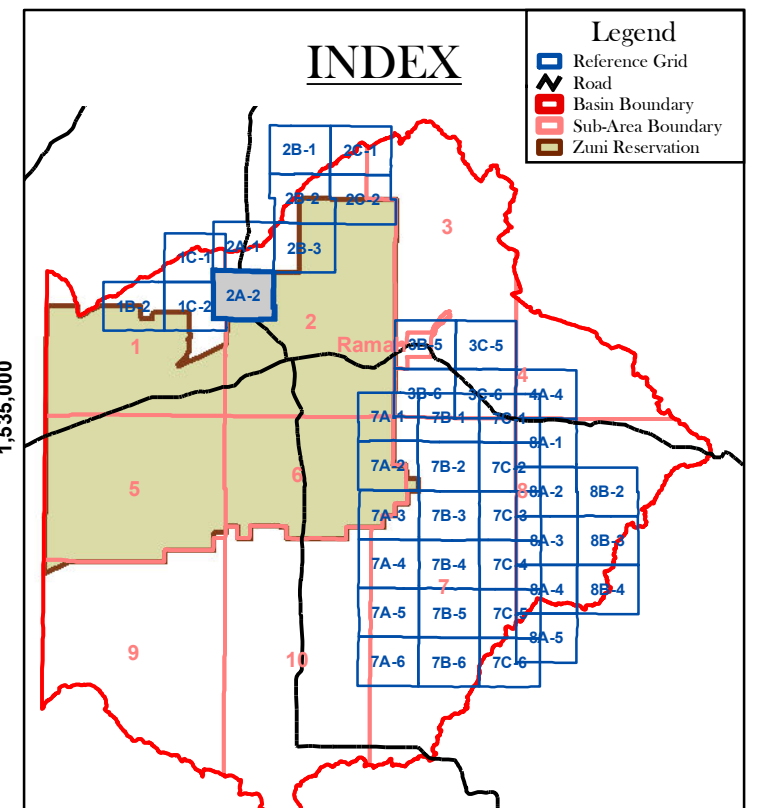 INDEX
Legend
Reference Grid
Road
Basin Boundary
Sub-Area Boundary
Zuni Reservation
2B-1 2C-1
2B-2 2C-2
3
2A-1 2B-3
1C-1
2A-2
1B-2 1C-2
2
1
Ramah 3B-5 3C-5
4
3B-6 3C-6 4A-4
7A-1 7B-1 7C-1
8A-1
1,535,000
7A-2 7B-2 7C-2
6
5
8 8A-2 8B-2
7A-3 7B-3 7C-3
8A-3 8B-3
7A-4 7B-4 7C-4
7
8A-4 8B-4
7A-5 7B-5 7C-5
8A-5
9
10
7A-6 7B-6 7C-6